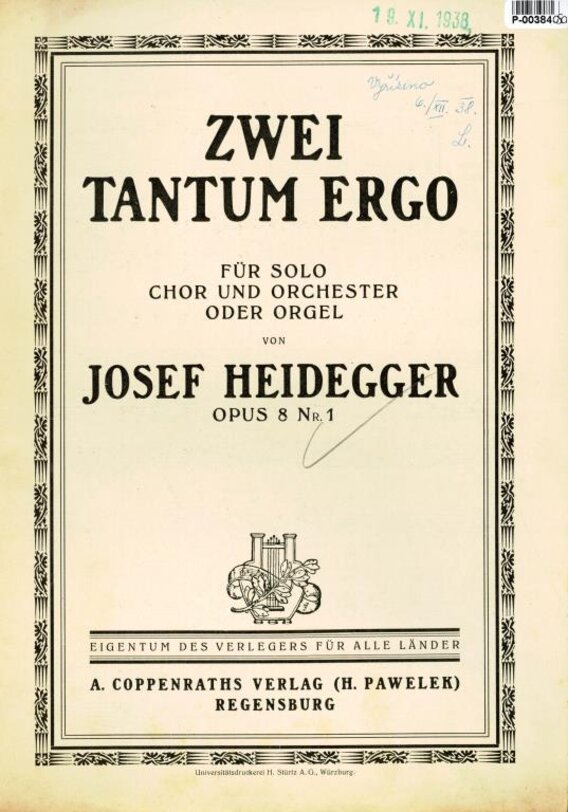 19. XI. 1938
P-00384
Vyřízeno
6./XII. 38.
ZWEI
TANTUM ERGO
FÜR SOLO
CHOR UND ORCHESTER
ODER ORGEL
VON
JOSEF HEIDEGGER
OPUS 8 Nr. 1
EIGENTUM DES VERLEGERS FÜR ALLE LÄNDER
A. COPPENRATHS VERLAG (H. PAWELEK)
REGENSBURG
Universitätsdruckerei H. Stürtz A. G., Würzburg.